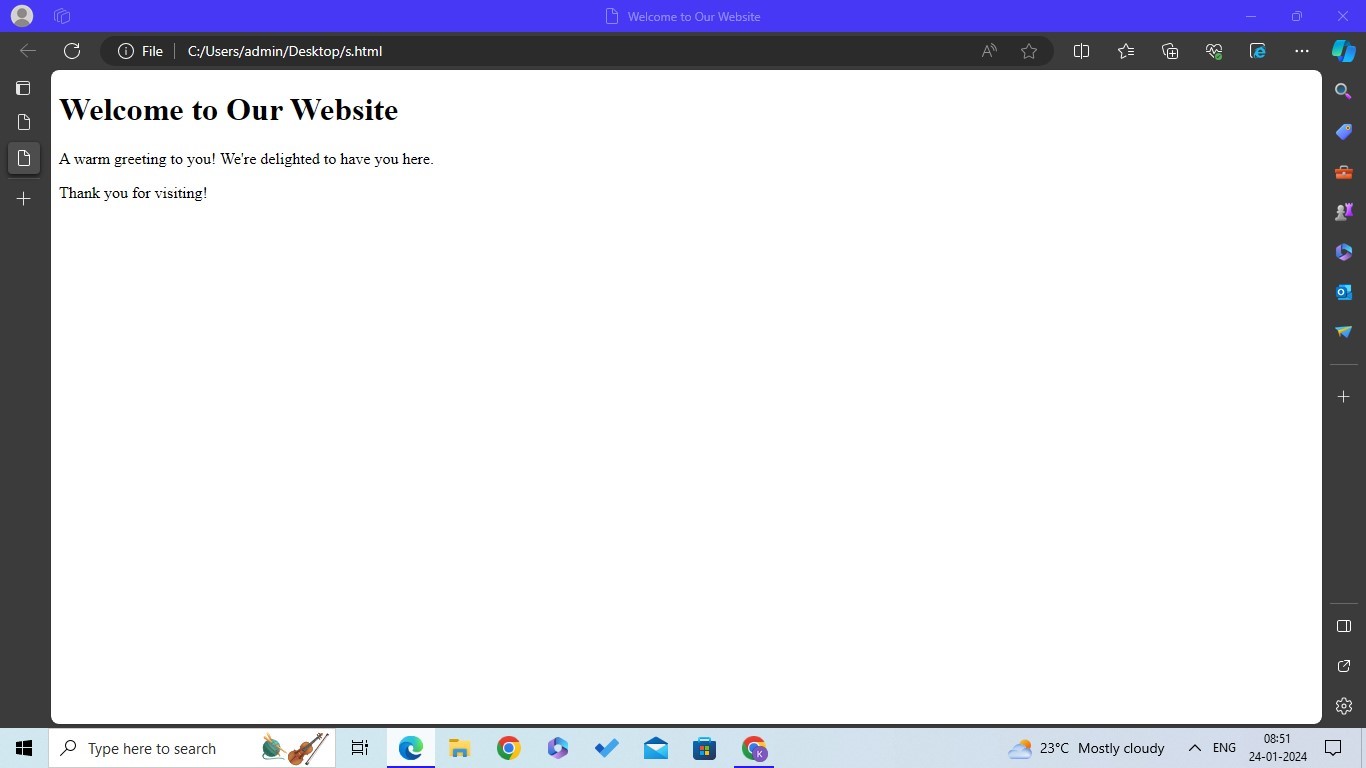 Welcome to Our Website
File
C:/Users/admin/Desktop/s.html
Welcome to Our Website
A warm greeting to you! We're delighted to have you here.
Thank you for visiting!
Type here to search
23°C Mostly cloudy
ENG
08:51
24-01-2024
K